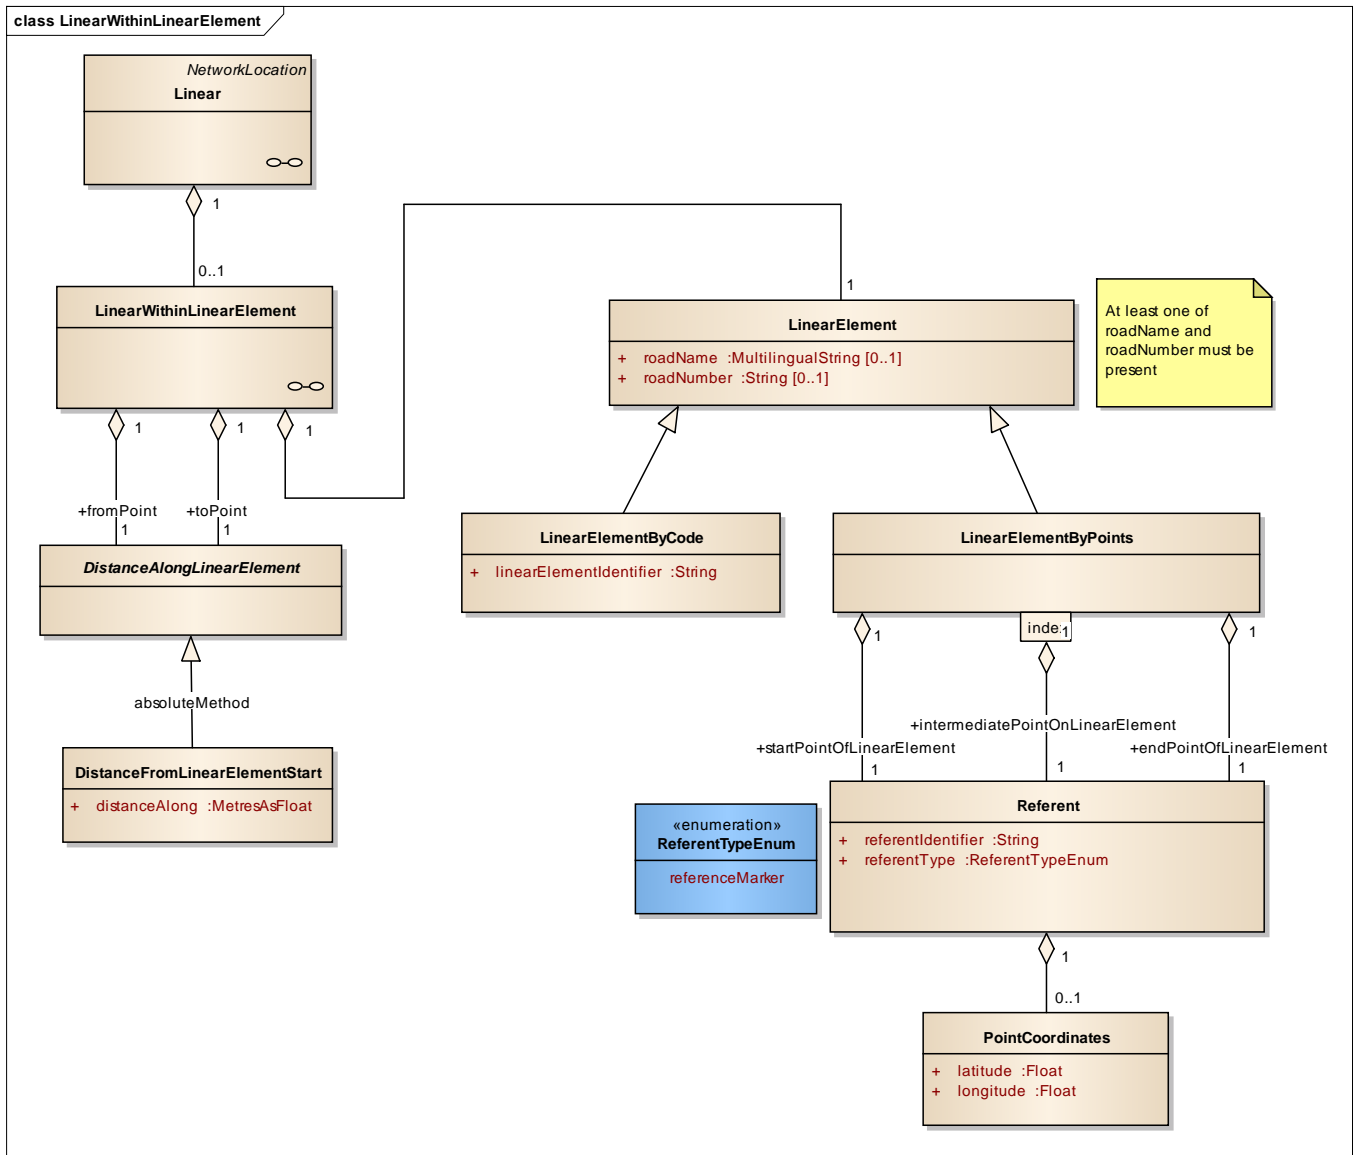 class LinearWithinLinearElement
NetworkLocation
Linear
1
0..1
LinearWithinLinearElement
1
1
1
+fromPoint
+toPoint
1
1
DistanceAlongLinearElement
absoluteMethod
DistanceFromLinearElementStart
+ distanceAlong :MetresAsFloat
1
LinearElement
+ roadName :MultilingualString [0..1]
+ roadNumber :String [0..1]
At least one of
roadName and
roadNumber must be
present
LinearElementByCode
+ linearElementIdentifier :String
LinearElementByPoints
1
inde
1
1
+intermediatePointOnLinearElement
+startPointOfLinearElement
+endPointOfLinearElement
1
1
1
«enumeration»
ReferentTypeEnum
referenceMarker
Referent
+ referentIdentifier :String
+ referentType :ReferentTypeEnum
1
0..1
PointCoordinates
+ latitude :Float
+ longitude :Float